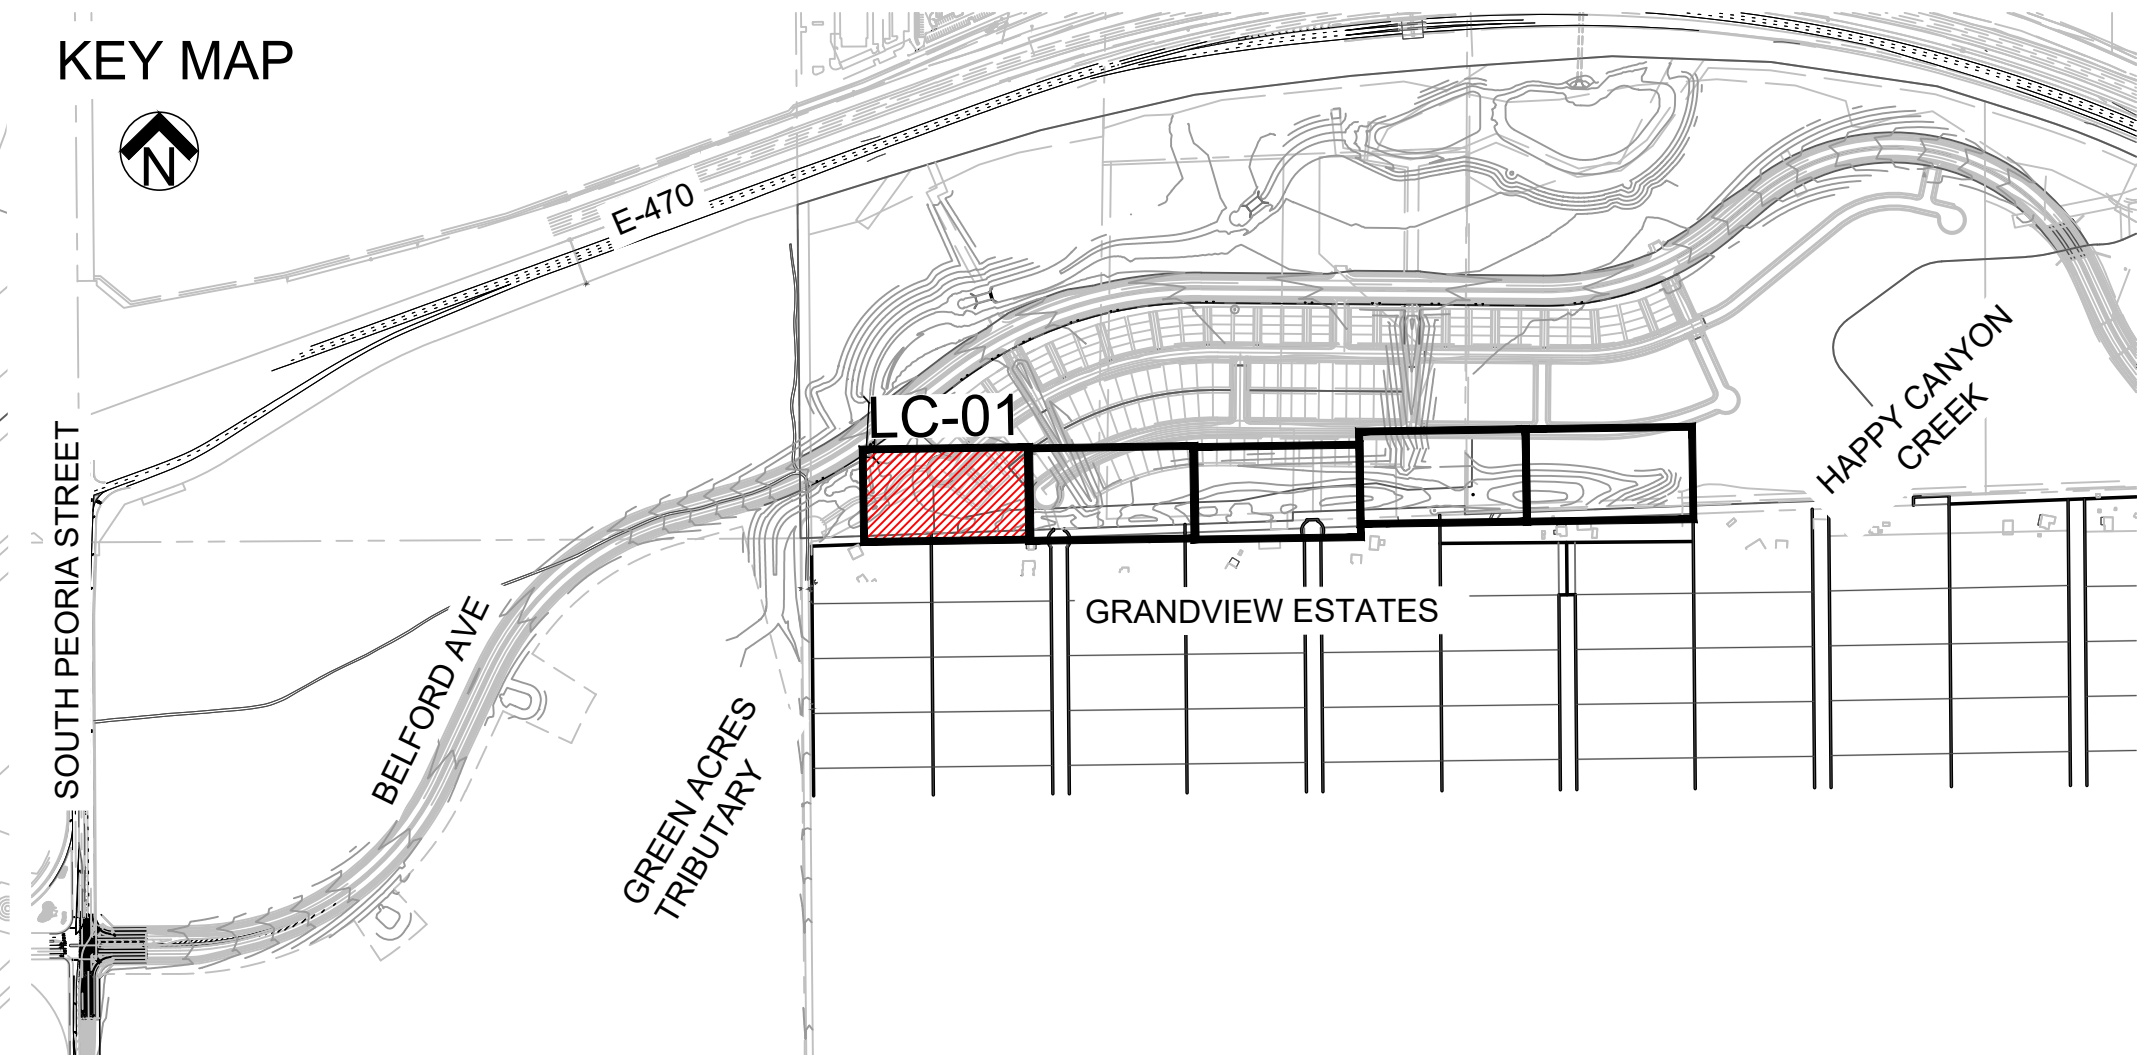 KEY MAP
N
E-470
LC-01
HAPPY CANYON
CREEK
SOUTH PEORIA STREET
BELFORD AVE
GRANDVIEW ESTATES
GREEN ACRES
TRIBUTARY